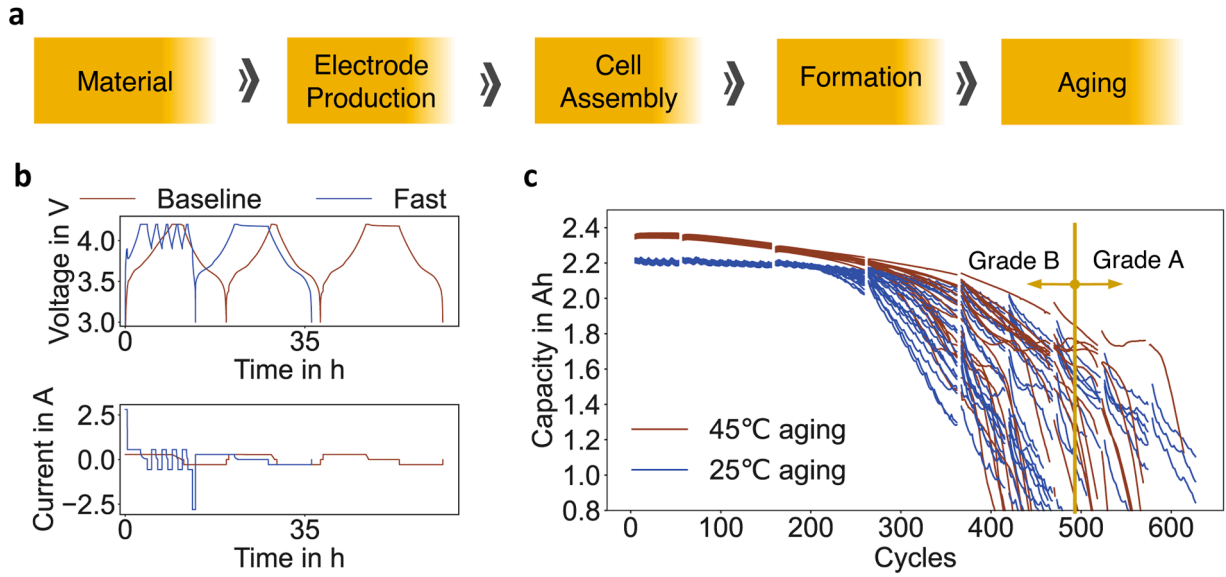 a
Material
Electrode
Production
Cell
Assembly
Formation
Aging
b
Baseline
Fast
Voltage in V
4.0
3.5
3.0
0
35
Time in h
Current in A
2.5
0.0
−2.5
0
35
Time in h
c
Capacity in Ah
2.4
2.2
2.0
1.8
1.6
1.4
1.2
1.0
0.8
Grade B
Grade A
45℃ aging
25℃ aging
0
100
200
300
400
500
600
Cycles